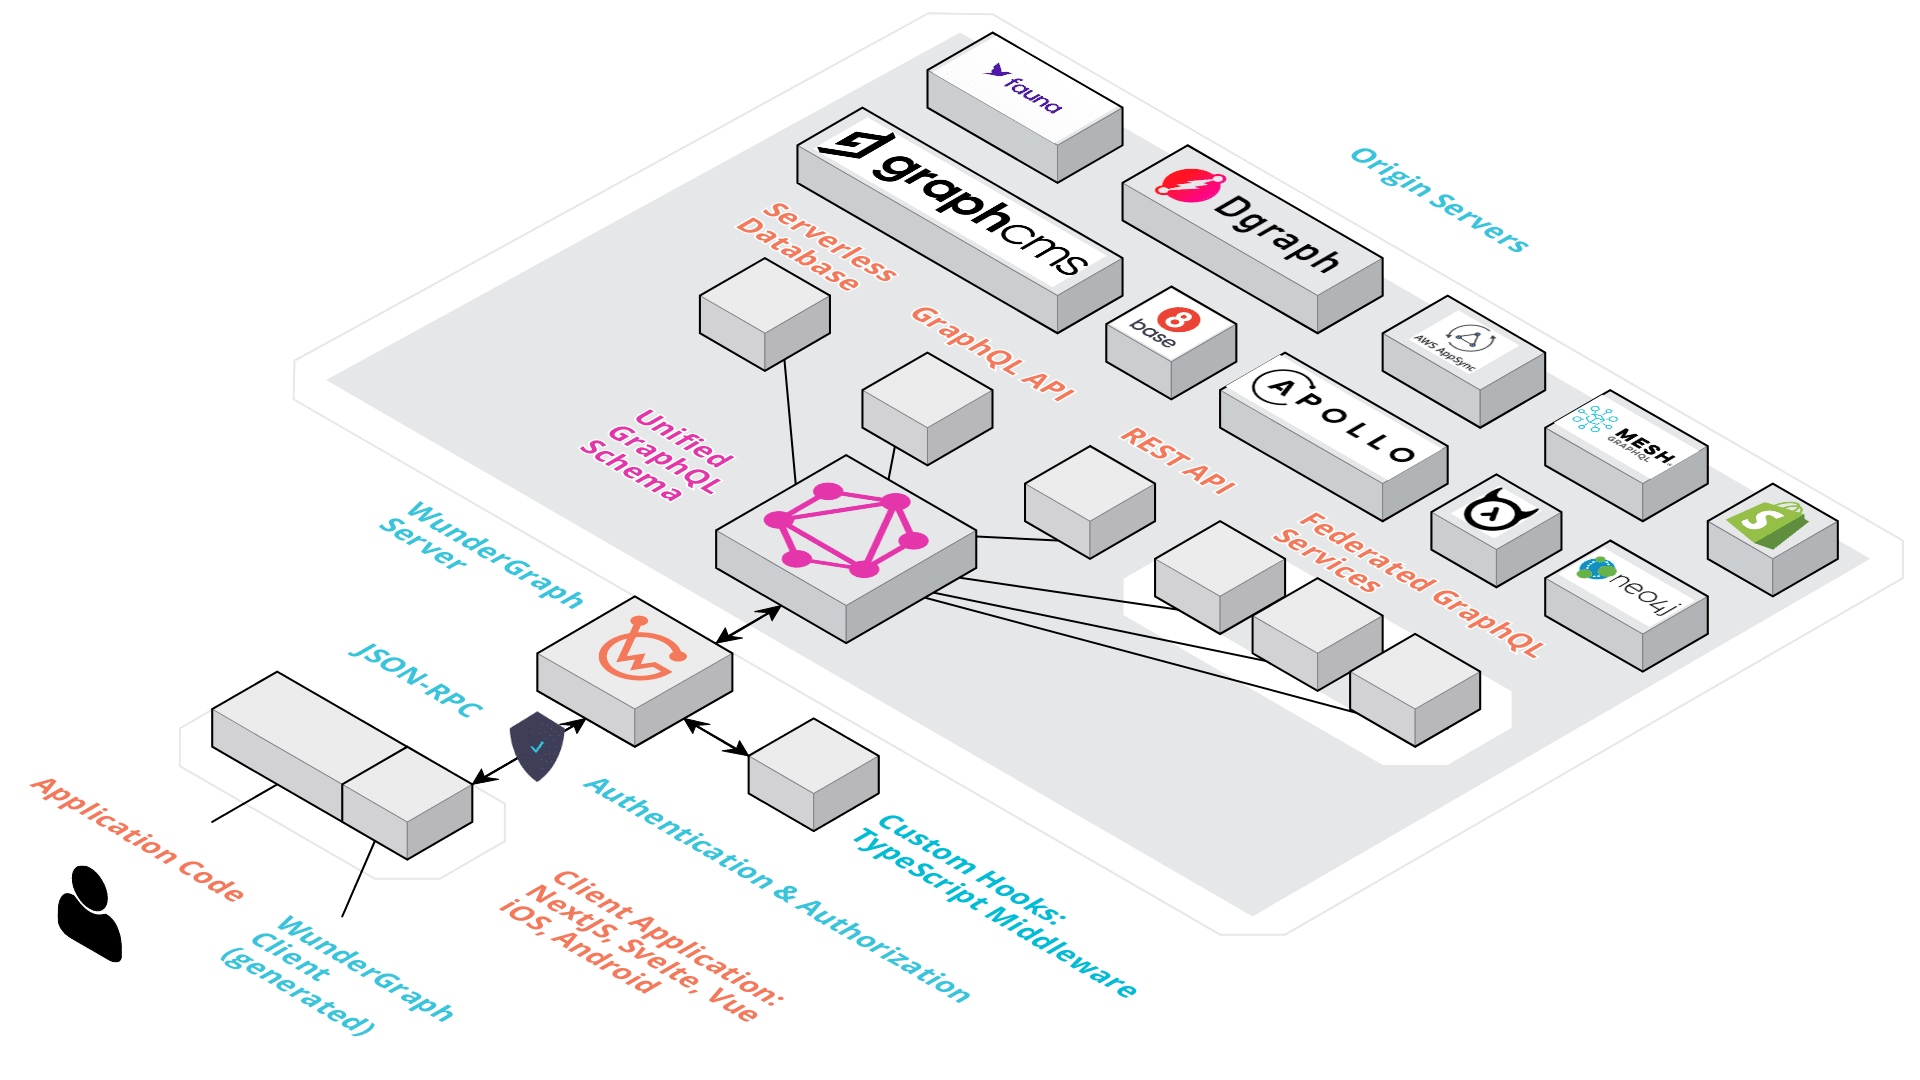 fauna
graphcms
Dgraph
Origin Servers
Serverless
Database
8
base
GraphQL API
AWS AppSync
APOLLO
MESH
GRAPHQL
S
neo4j
Unified
GraphQL
Schema
REST API
Federated GraphQL
Services
WunderGraph
Server
JSON-RPC
Application Code
WunderGraph
Client
(generated)
Client Application:
NextJS, Svelte, Vue
iOS, Android
Authentication & Authorization
Custom Hooks:
TypeScript Middleware